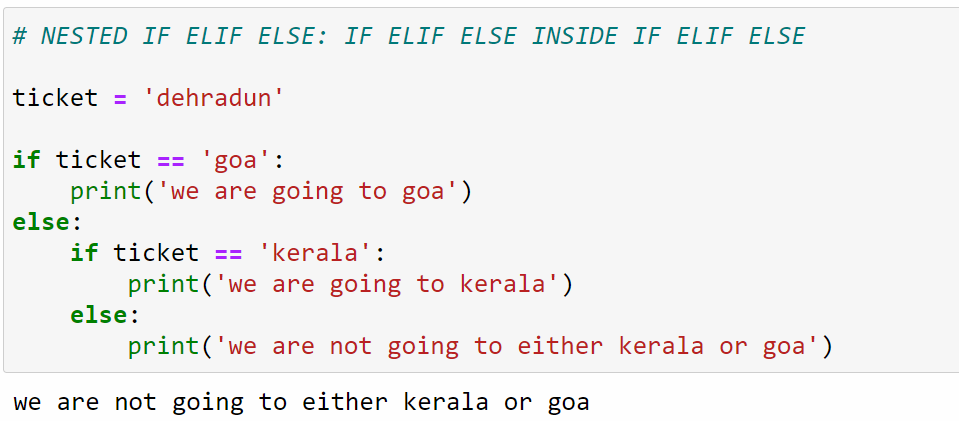 # NESTED IF ELIF ELSE: IF ELIF ELSE INSIDE IF ELIF ELSE
ticket = 'dehradun'
if ticket == 'goa':
    print('we are going to goa')
else:
    if ticket == 'kerala':
        print('we are going to kerala')
    else:
        print('we are not going to either kerala or goa')
we are not going to either kerala or goa